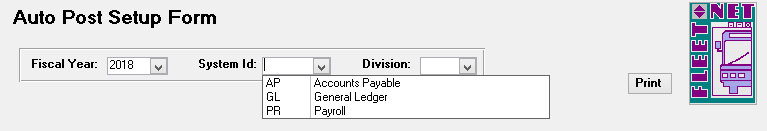 Auto Post Setup Form
FLEET NET
Fiscal Year: 2018 System Id: Division:
AP Accounts Payable
GL General Ledger
PR Payroll
Print